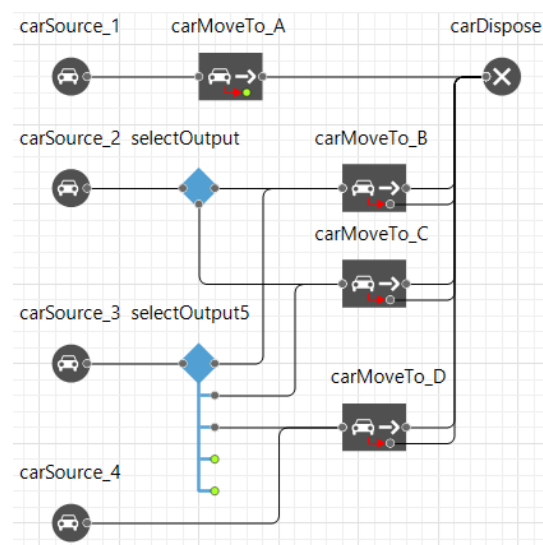 carSource_1 carMoveTo_A carDispose
carSource_2 selectOutput carMoveTo_B
carMoveTo_C
carSource_3 selectOutput5
carMoveTo_D
carSource_4